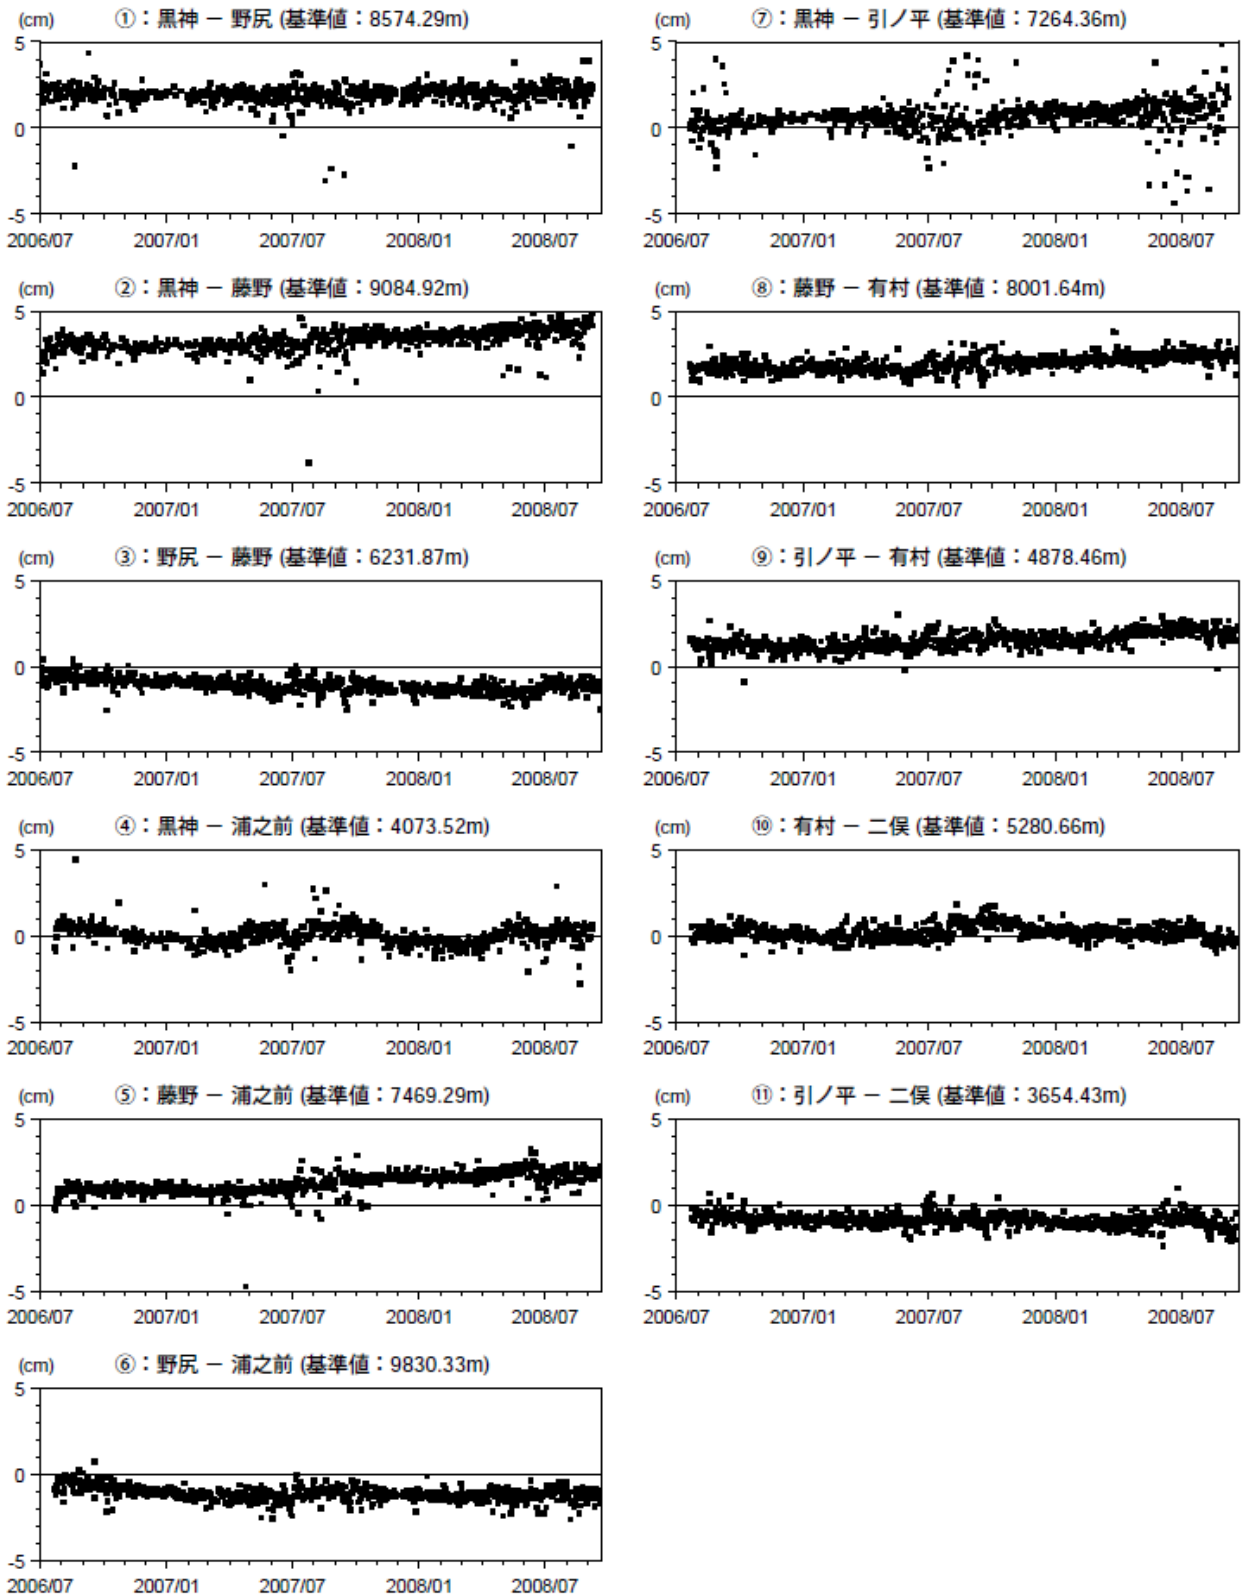 (cm) ①：黒神 － 野尻 (基準値：8574.29m)
5
0
-5
2006/07 2007/01 2007/07 2008/01 2008/07
(cm) ②：黒神 － 藤野 (基準値：9084.92m)
5
0
-5
2006/07 2007/01 2007/07 2008/01 2008/07
(cm) ③：野尻 － 藤野 (基準値：6231.87m)
5
0
-5
2006/07 2007/01 2007/07 2008/01 2008/07
(cm) ④：黒神 － 浦之前 (基準値：4073.52m)
5
0
-5
2006/07 2007/01 2007/07 2008/01 2008/07
(cm) ⑤：藤野 － 浦之前 (基準値：7469.29m)
5
0
-5
2006/07 2007/01 2007/07 2008/01 2008/07
(cm) ⑥：野尻 － 浦之前 (基準値：9830.33m)
5
0
-5
2006/07 2007/01 2007/07 2008/01 2008/07
(cm) ⑦：黒神 － 引ノ平 (基準値：7264.36m)
5
0
-5
2006/07 2007/01 2007/07 2008/01 2008/07
(cm) ⑧：藤野 － 有村 (基準値：8001.64m)
5
0
-5
2006/07 2007/01 2007/07 2008/01 2008/07
(cm) ⑨：引ノ平 － 有村 (基準値：4878.46m)
5
0
-5
2006/07 2007/01 2007/07 2008/01 2008/07
(cm) ⑩：有村 － 二俣 (基準値：5280.66m)
5
0
-5
2006/07 2007/01 2007/07 2008/01 2008/07
(cm) ⑪：引ノ平 － 二俣 (基準値：3654.43m)
5
0
-5
2006/07 2007/01 2007/07 2008/01 2008/07